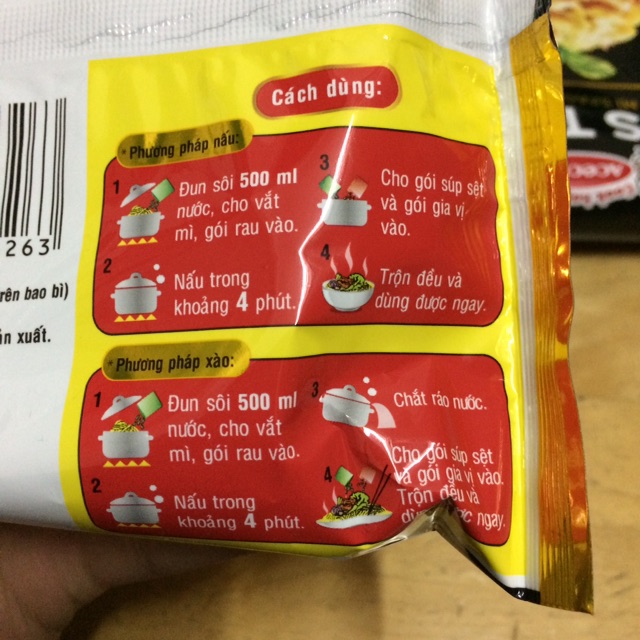 Cách dùng:
• Phương pháp nấu:
1
Đun sôi 500 ml
nước, cho vắt
mì, gói rau vào.
2
Nấu trong
khoảng 4 phút.
3
Cho gói súp sệt
và gói gia vị
vào.
4
Trộn đều và
dùng được ngay.
• Phương pháp xào:
1
Đun sôi 500 ml
nước, cho vắt
mì, gói rau vào.
2
Nấu trong
khoảng 4 phút.
3
Chắt ráo nước.
4
Cho gói súp sệt
và gói gia vị vào.
Trộn đều và
ngay.
263
trên bao bì)
xuất.
S T